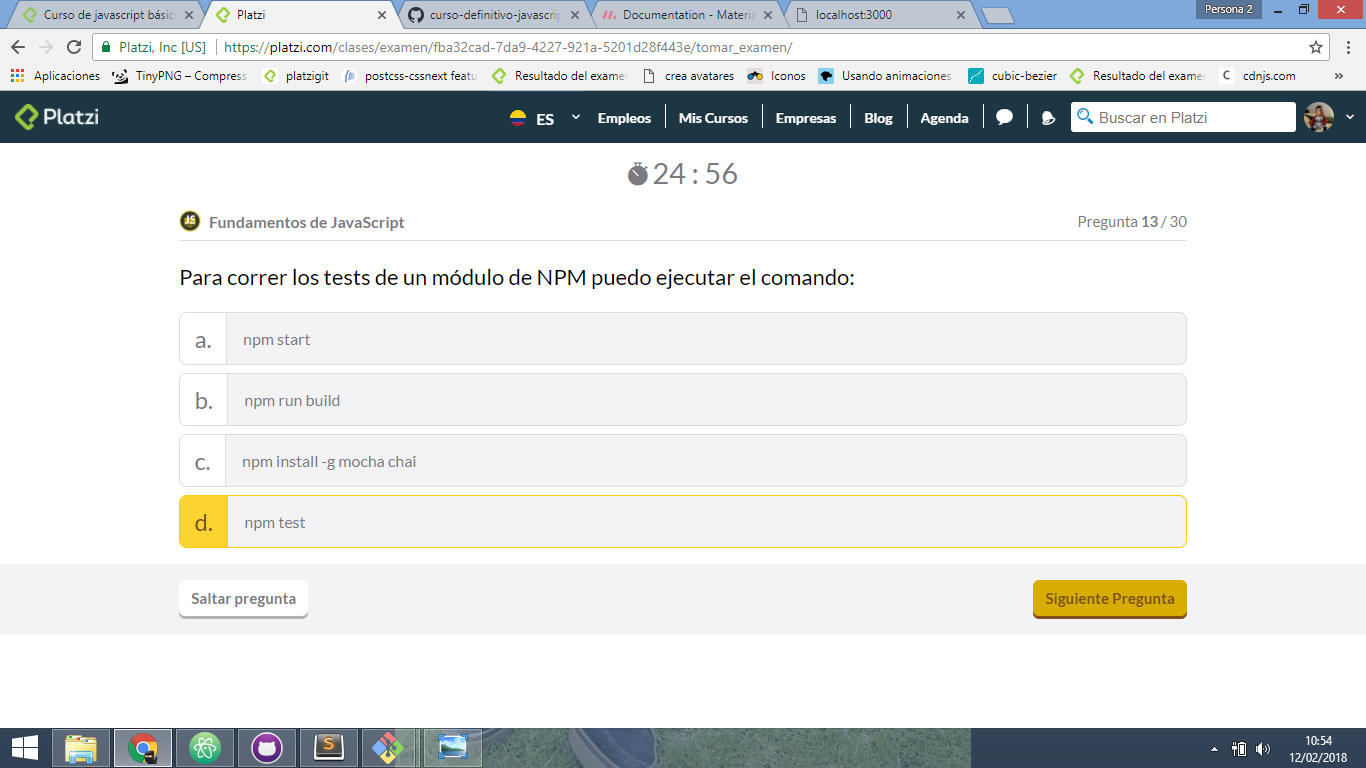 Curso de javascript básic
Platzi
curso-definitivo-javascrip
Documentation - Materia
localhost:3000
Persona 2
Platzi, Inc [US]
https://platzi.com/clases/examen/fba32cad-7da9-4227-921a-5201d28f443e/tomar_examen/
Aplicaciones
TinyPNG – Compress
platzigit
postcss-cssnext featu
Resultado del exame
crea avatares
Iconos
Usando animaciones
cubic-bezier
Resultado del exame
C cdnjs.com
»
Platzi
ES
Empleos
Mis Cursos
Empresas
Blog
Agenda
Buscar en Platzi
24 : 56
JS Fundamentos de JavaScript
Pregunta 13 / 30
Para correr los tests de un módulo de NPM puedo ejecutar el comando:
a. npm start
b. npm run build
c. npm install -g mocha chai
d. npm test
Saltar pregunta
Siguiente Pregunta
S
10:54
12/02/2018